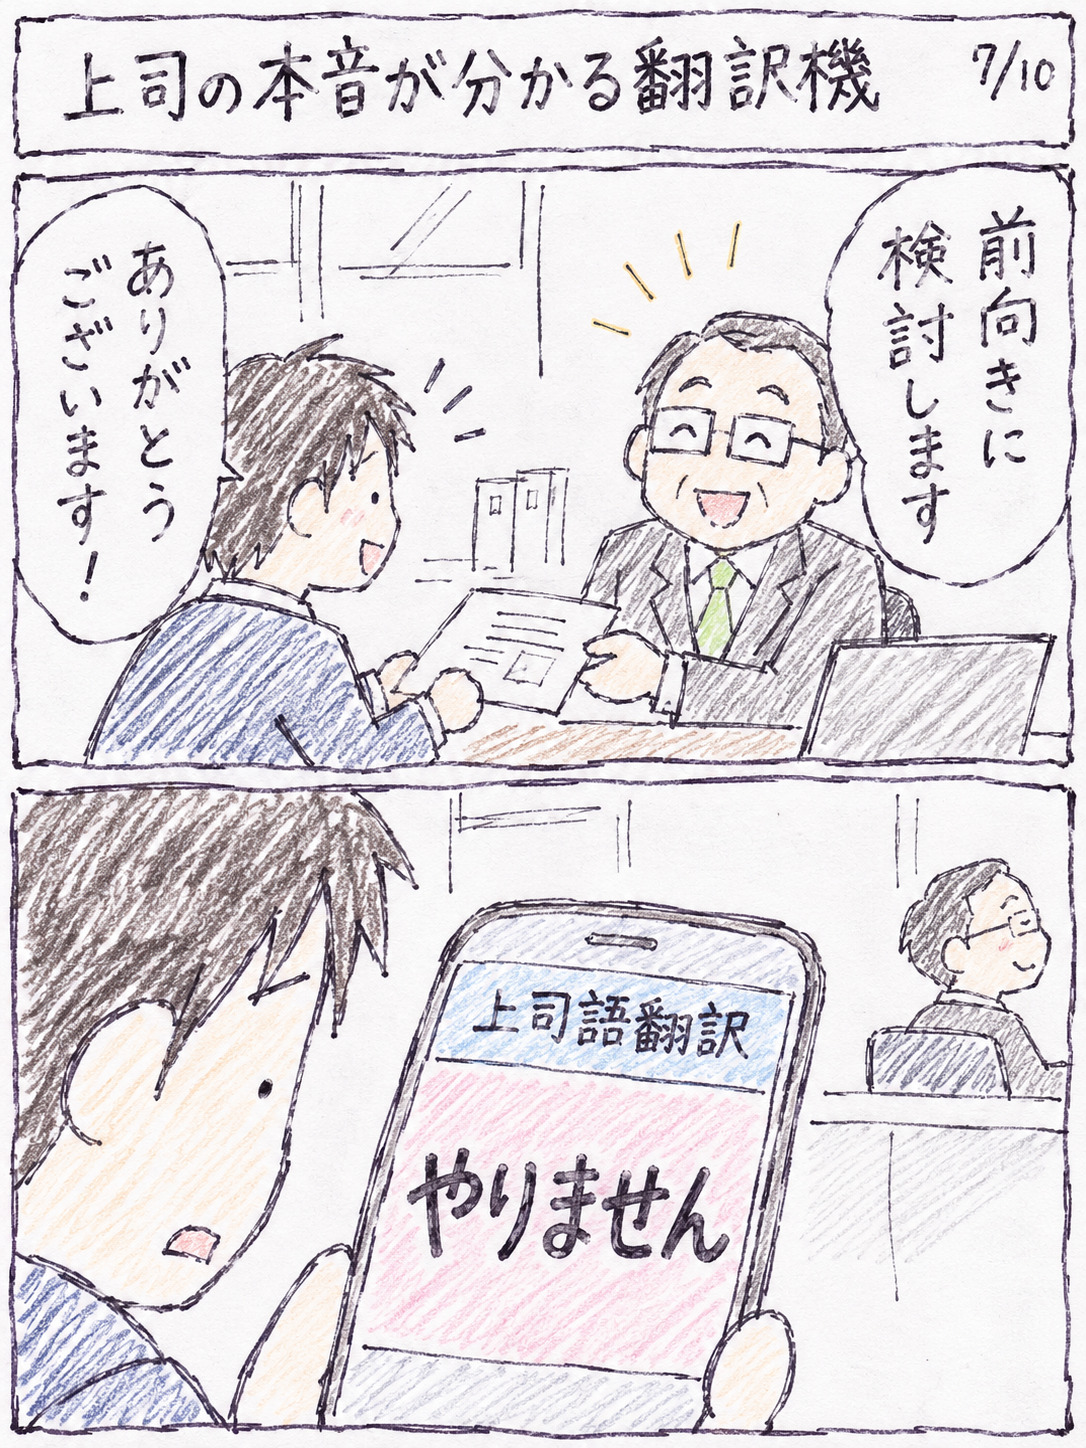 上司の本音が分かる翻訳機
7/10
前向きに
検討します
ありがとう
ございます!
上司語翻訳
やりません